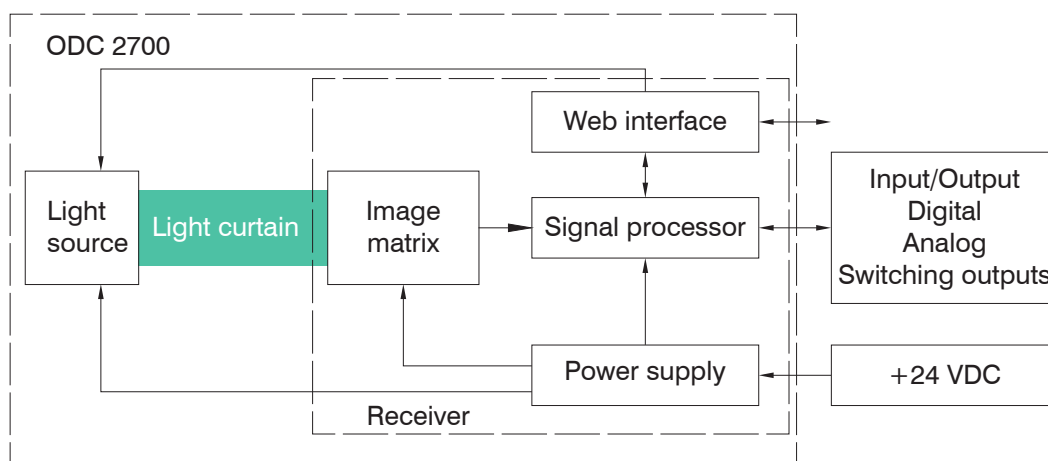 ODC 2700
Web interface
Light
source
Light curtain
Image
matrix
Signal processor
Input/Output
Digital
Analog
Switching outputs
Power supply
+24 VDC
Receiver